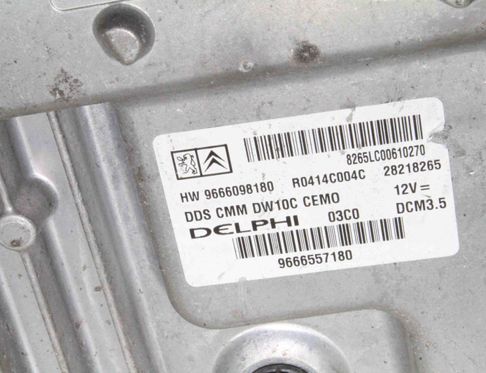 8265LC00610270
HW 9666098180 R0414C004C 28218265
DDS CMM DW10C CEMO 12V=
DELPHI 03C0 DCM3.5
9666557180